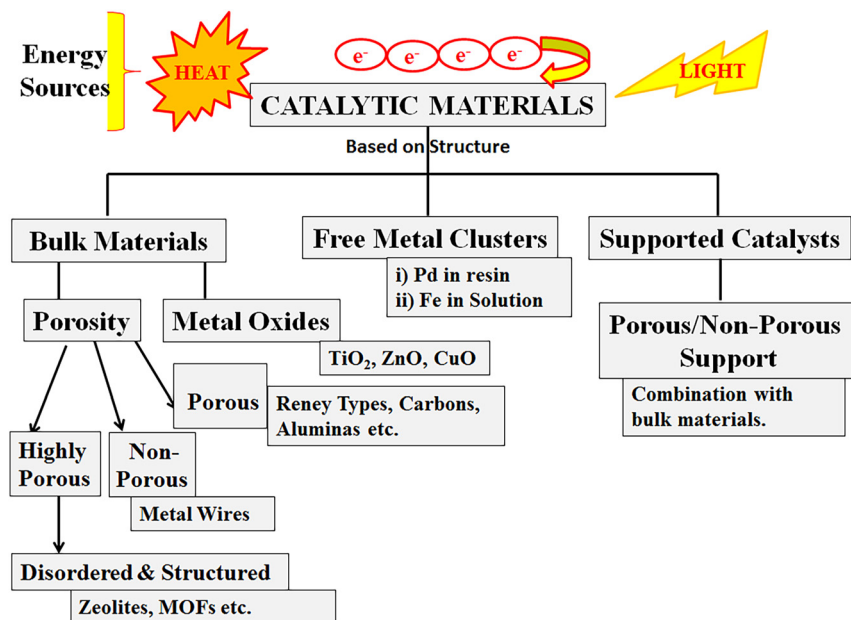 Energy
Sources
HEAT
e⁻ e⁻ e⁻ e⁻
LIGHT
CATALYTIC MATERIALS
Based on Structure
Bulk Materials
Free Metal Clusters
Supported Catalysts
i) Pd in resin
ii) Fe in Solution
Porosity
Metal Oxides
Porous/Non-Porous
Support
TiO₂, ZnO, CuO
Combination with
bulk materials.
Porous
Reney Types, Carbons,
Aluminas etc.
Highly
Porous
Non-
Porous
Metal Wires
Disordered & Structured
Zeolites, MOFs etc.